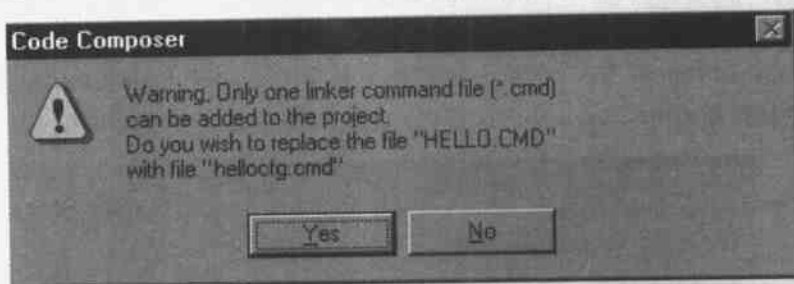 Code Composer
Warning. Only one linker command file (*.cmd)
can be added to the project.
Do you wish to replace the file "HELLO.CMD"
with file "hellocfg.cmd"
Yes
No